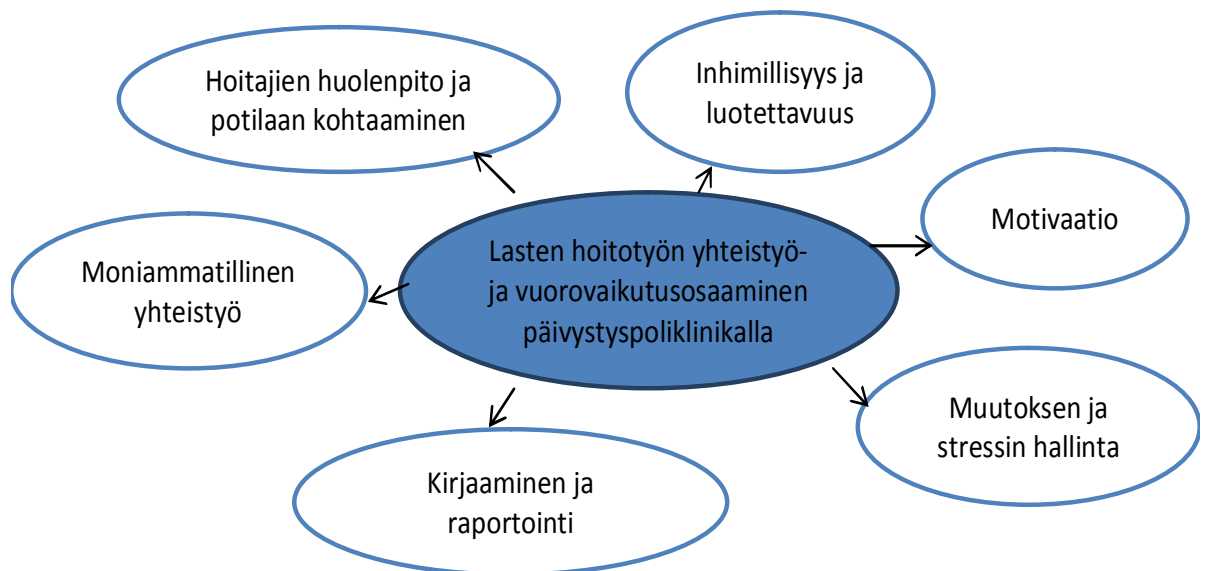 Hoitajien huolenpito ja
potilaan kohtaaminen
Inhimillisyys ja
luotettavuus
Motivaatio
Moniammatillinen
yhteistyö
Lasten hoitotyön yhteistyö-
ja vuorovaikutusosaaminen
päivystyspoliklinikalla
Muutoksen ja
stressin hallinta
Kirjaaminen ja
raportointi